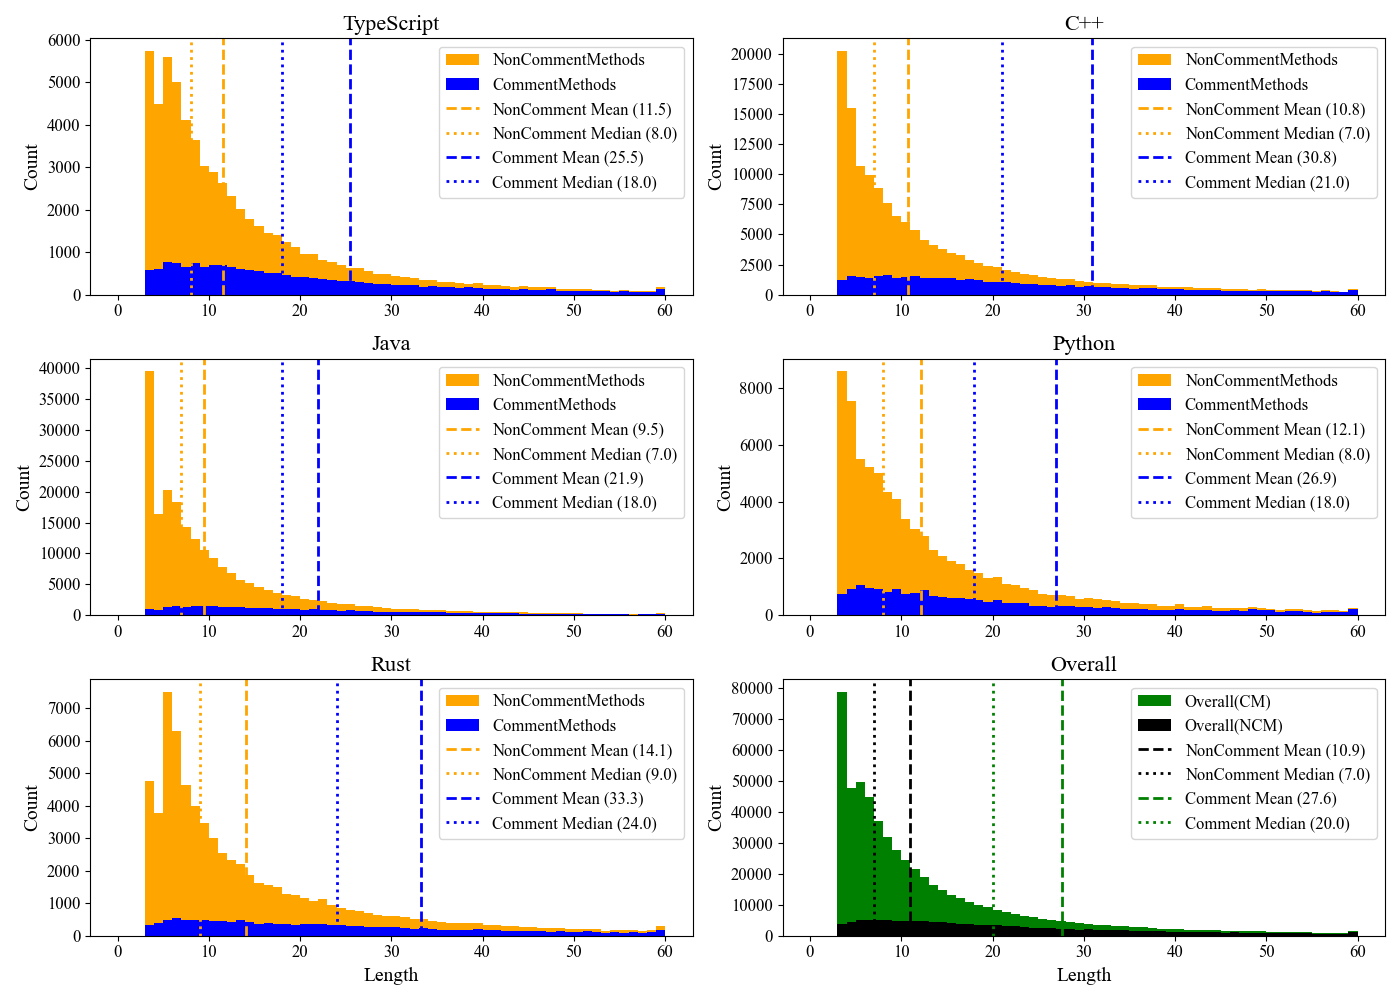 TypeScript
6000
5000
4000
3000
2000
1000
0
Count
0 10 20 30 40 50 60
NonCommentMethods
CommentMethods
NonComment Mean (11.5)
NonComment Median (8.0)
Comment Mean (25.5)
Comment Median (18.0)
C++
20000
17500
15000
12500
10000
7500
5000
2500
0
Count
0 10 20 30 40 50 60
NonCommentMethods
CommentMethods
NonComment Mean (10.8)
NonComment Median (7.0)
Comment Mean (30.8)
Comment Median (21.0)
Java
40000
35000
30000
25000
20000
15000
10000
5000
0
Count
0 10 20 30 40 50 60
NonCommentMethods
CommentMethods
NonComment Mean (9.5)
NonComment Median (7.0)
Comment Mean (21.9)
Comment Median (18.0)
Python
8000
6000
4000
2000
0
Count
0 10 20 30 40 50 60
NonCommentMethods
CommentMethods
NonComment Mean (12.1)
NonComment Median (8.0)
Comment Mean (26.9)
Comment Median (18.0)
Rust
7000
6000
5000
4000
3000
2000
1000
0
Count
0 10 20 30 40 50 60
Length
NonCommentMethods
CommentMethods
NonComment Mean (14.1)
NonComment Median (9.0)
Comment Mean (33.3)
Comment Median (24.0)
Overall
80000
70000
60000
50000
40000
30000
20000
10000
0
Count
0 10 20 30 40 50 60
Length
Overall(CM)
Overall(NCM)
NonComment Mean (10.9)
NonComment Median (7.0)
Comment Mean (27.6)
Comment Median (20.0)